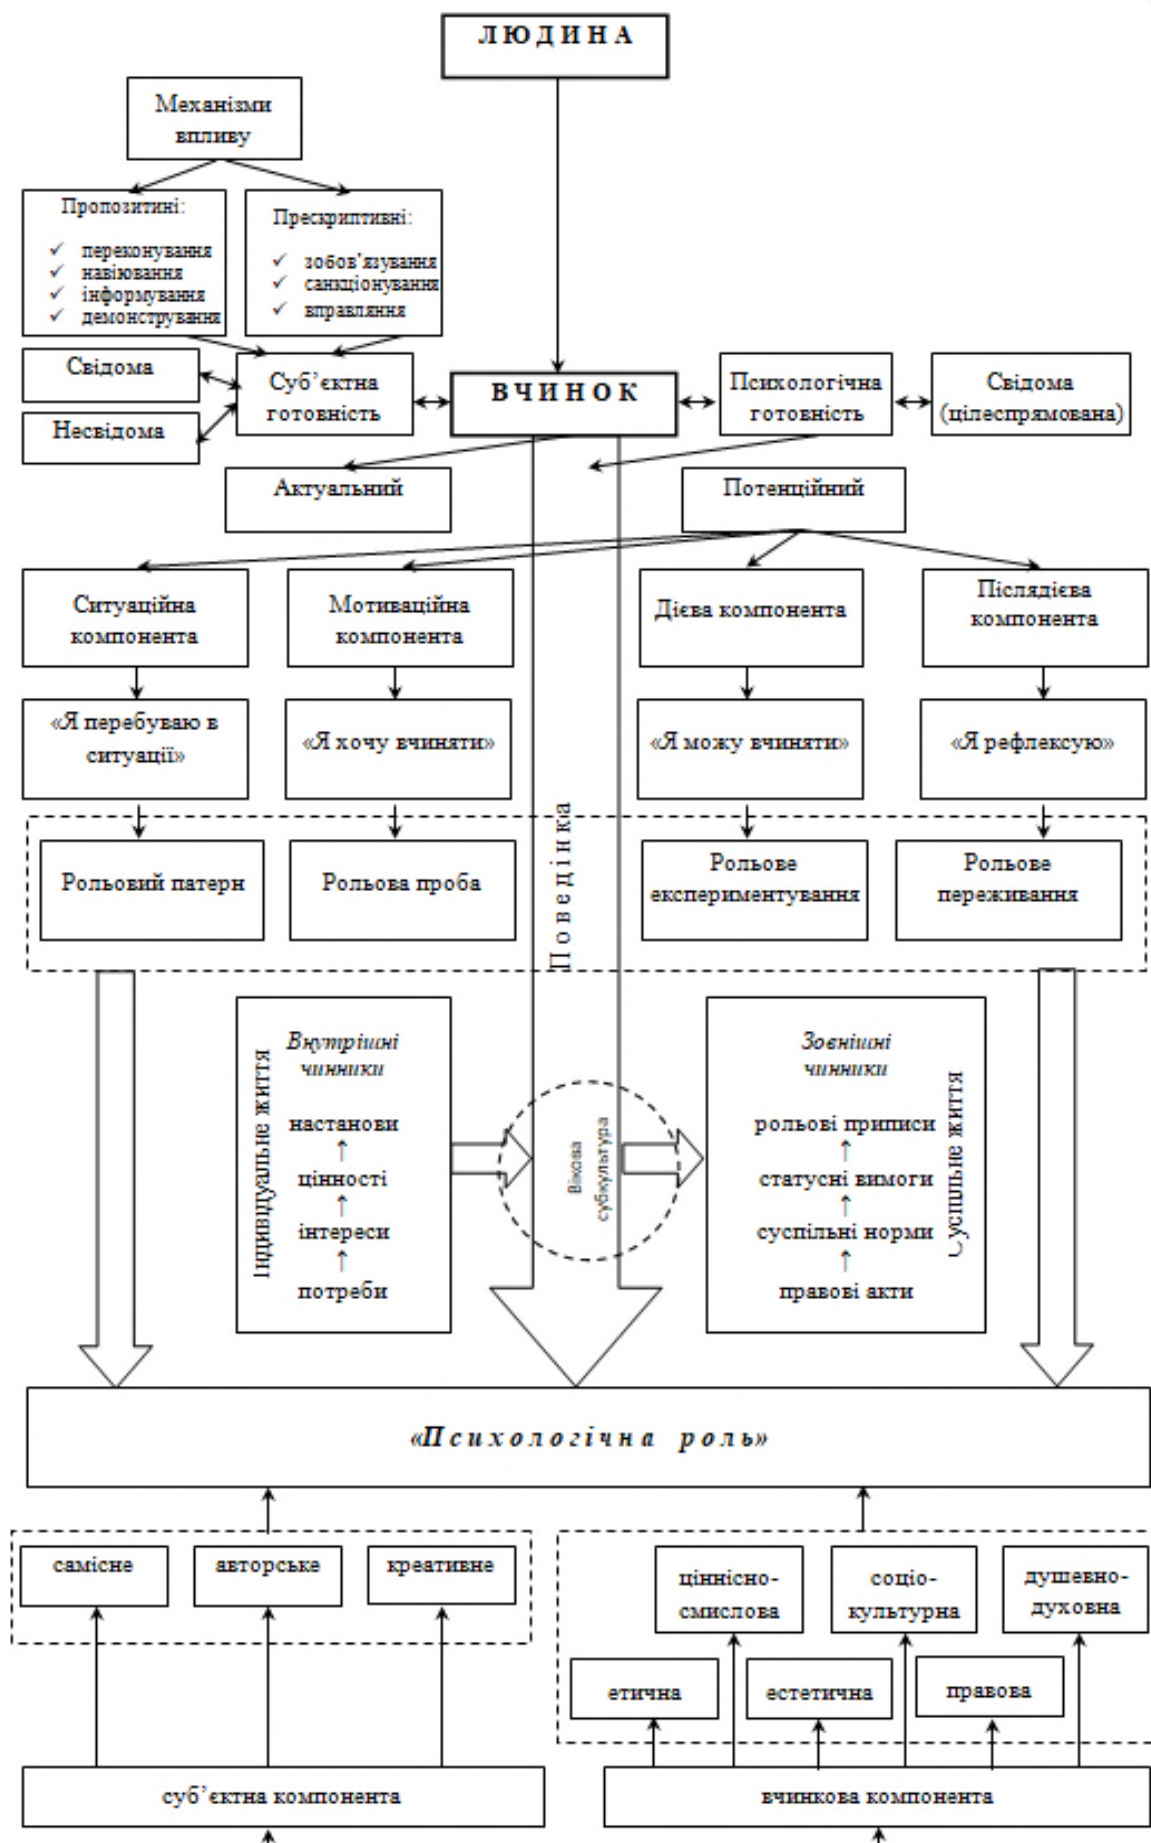 ЛЮДИНА
Механізми
впливу
Пропозитині:
✓ переконування
✓ навіювання
✓ інформування
✓ демонстрування
Прескриптивні:
✓ зобов’язування
✓ санкціонування
✓ вправляння
Свідома
Несвідома
Суб’єктна
готовність
ВЧИНОК
Психологічна
готовність
Свідома
(цілеспрямована)
Актуальний
Потенційний
Ситуаційна
компонента
Мотиваційна
компонента
Дієва компонента
Післядієва
компонента
«Я перебуваю в
ситуації»
«Я хочу вчиняти»
«Я можу вчиняти»
«Я рефлексую»
Поведінка
Рольовий патерн
Рольова проба
Рольове
експериментування
Рольове
переживання
Індивідуальне життя
Внутрішні
чинники
настанови
↑
цінності
↑
інтереси
↑
потреби
Вікова
субкультура
Зовнішні
чинники
рольові приписи
↑
статусні вимоги
↑
суспільні норми
↑
правові акти
Суспільне життя
«Психологічна роль»
самісне
авторське
креативне
ціннісно-
смислова
соціо-
культурна
душевно-
духовна
етична
естетична
правова
суб’єктна компонента
вчинкова компонента